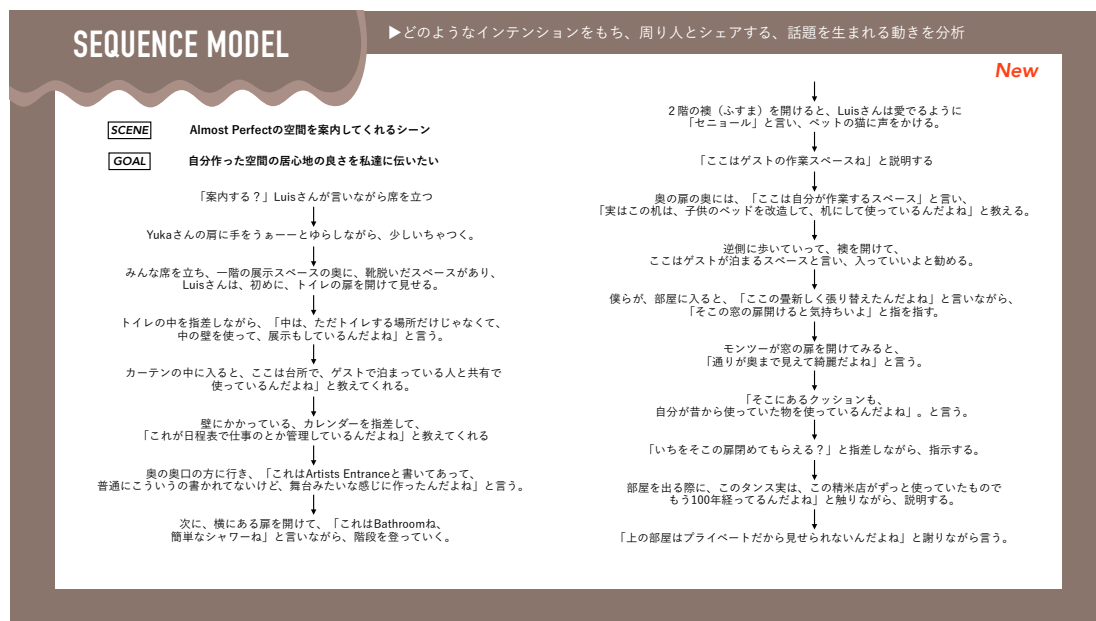 SEQUENCE MODEL
▶どのようなインテンションをもち、周り人とシェアする、話題を生まれる動きを分析
New
SCENE
Almost Perfectの空間を案内してくれるシーン
GOAL
自分作った空間の居心地の良さを私達に伝いたい
「案内する？」Luisさんが言いながら席を立つ
Yukaさんの肩に手をうぁーーとゆらしながら、少しいちゃつく。
みんな席を立ち、一階の展示スペースの奥に、靴脱いだスペースがあり、
Luisさんは、初めに、トイレの扉を開けて見せる。
トイレの中を指差しながら、「中は、ただトイレする場所だけじゃなくて、
中の壁を使って、展示もしているんだよね」と言う。
カーテンの中に入ると、ここは台所で、ゲストで泊まっている人と共有で
使っているんだよね」と教えてくれる。
壁にかかっている、カレンダーを指差して、
「これが日程表で仕事のとか管理しているんだよね」と教えてくれる
奥の奥口の方に行き、「これはArtists Entranceと書いてあって、
普通にこういうの書かれてないけど、舞台みたいな感じに作ったんだよね」と言う。
次に、横にある扉を開けて、「これはBathroomね、
簡単なシャワーね」と言いながら、階段を登っていく。
２階の襖（ふすま）を開けると、Luisさんは愛でるように
「セニョール」と言い、ペットの猫に声をかける。
「ここはゲストの作業スペースね」と説明する
奥の扉の奥には、「ここは自分が作業するスペース」と言い、
「実はこの机は、子供のベッドを改造して、机にして使っているんだよね」と教える。
逆側に歩いていって、襖を開けて、
ここはゲストが泊まるスペースと言い、入っていいよと勧める。
僕らが、部屋に入ると、「ここの畳新しく張り替えたんだよね」と言いながら、
「そこの窓の扉開けると気持ちいよ」と指を指す。
モンツーが窓の扉を開けてみると、
「通りが奥まで見えて綺麗だよね」と言う。
「そこにあるクッションも、
自分が昔から使っていた物を使っているんだよね」。と言う。
「いちをそこの扉閉めてもらえる？」と指差しながら、指示する。
部屋を出る際に、このタンス実は、この精米店がずっと使っていたもので
もう100年経ってるんだよね」と触りながら、説明する。
「上の部屋はプライベートだから見せられないんだよね」と謝りながら言う。